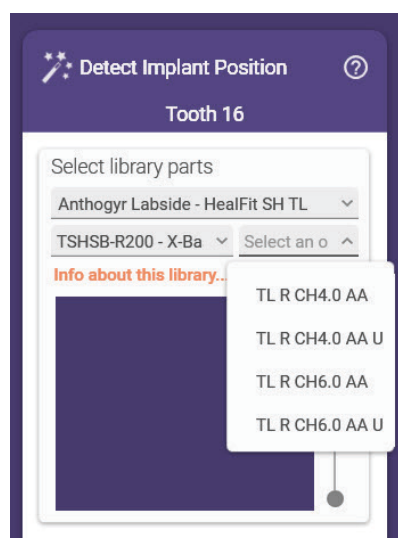 Detect Implant Position
Tooth 16
Select library parts
Anthogyr Labside - HealFit SH TL
TSHSB-R200 - X-Ba
Select an o
Info about this library...
TL R CH4.0 AA
TL R CH4.0 AA U
TL R CH6.0 AA
TL R CH6.0 AA U